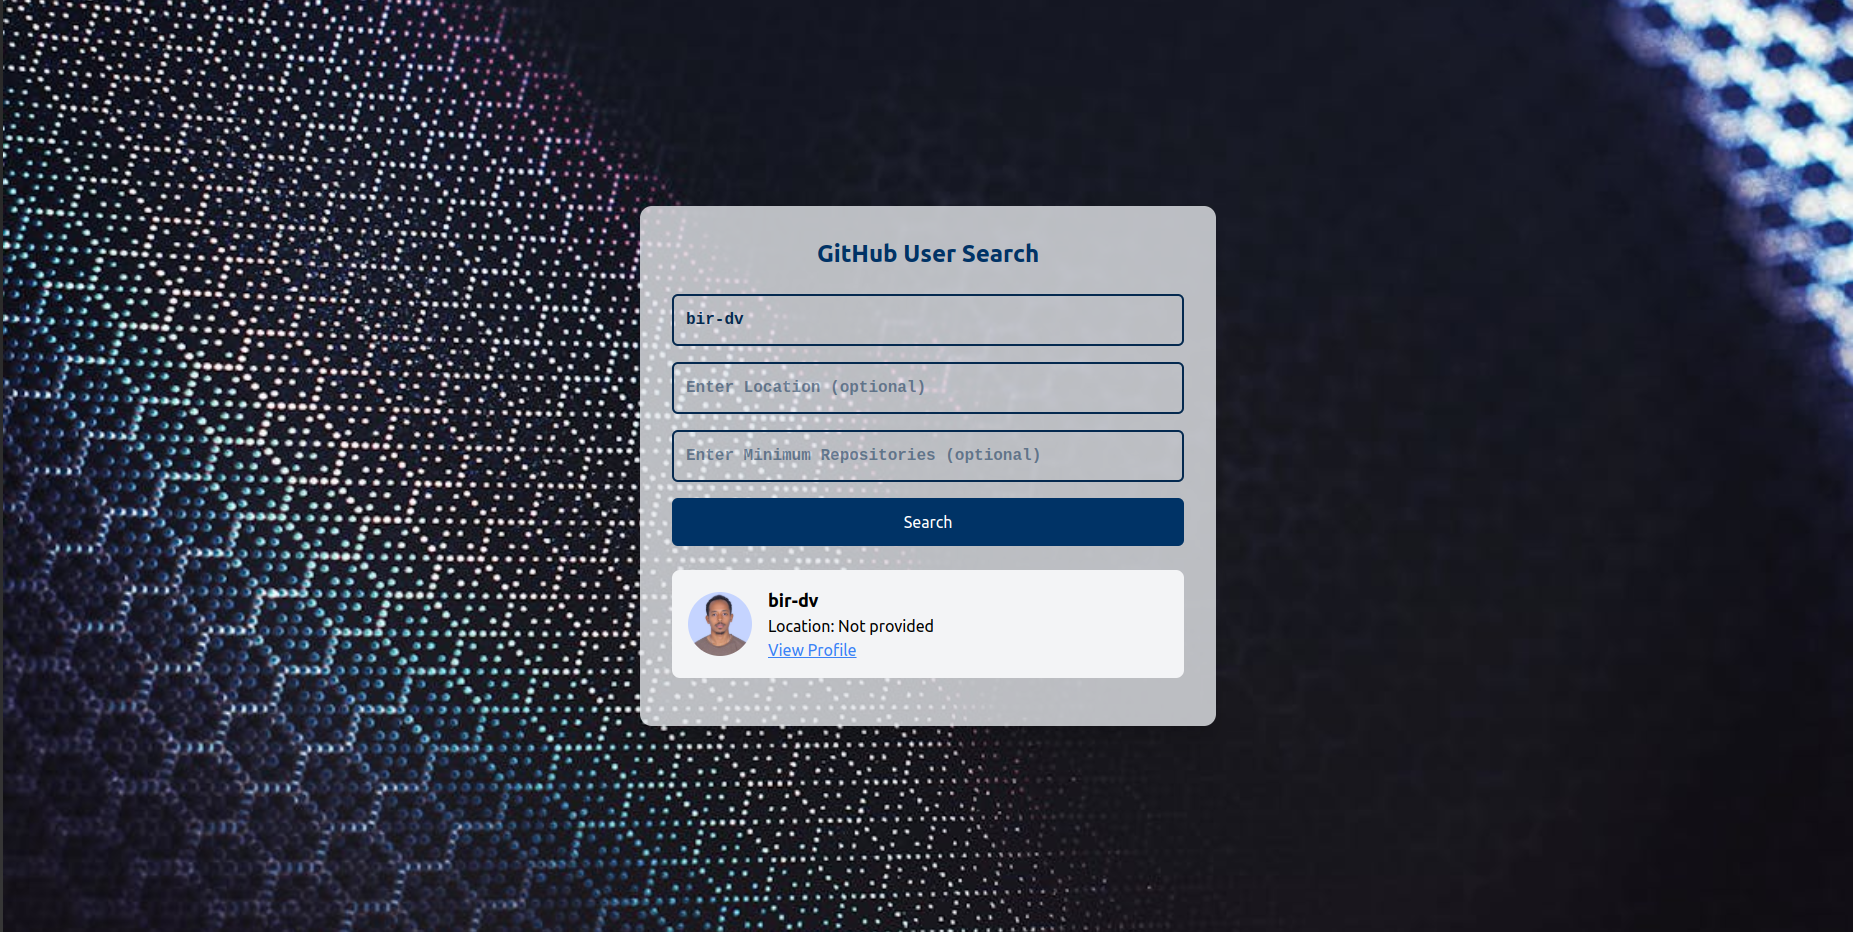 GitHub User Search
bir-dv
Enter Location (optional)
Enter Minimum Repositories (optional)
Search
bir-dv
Location: Not provided
View Profile